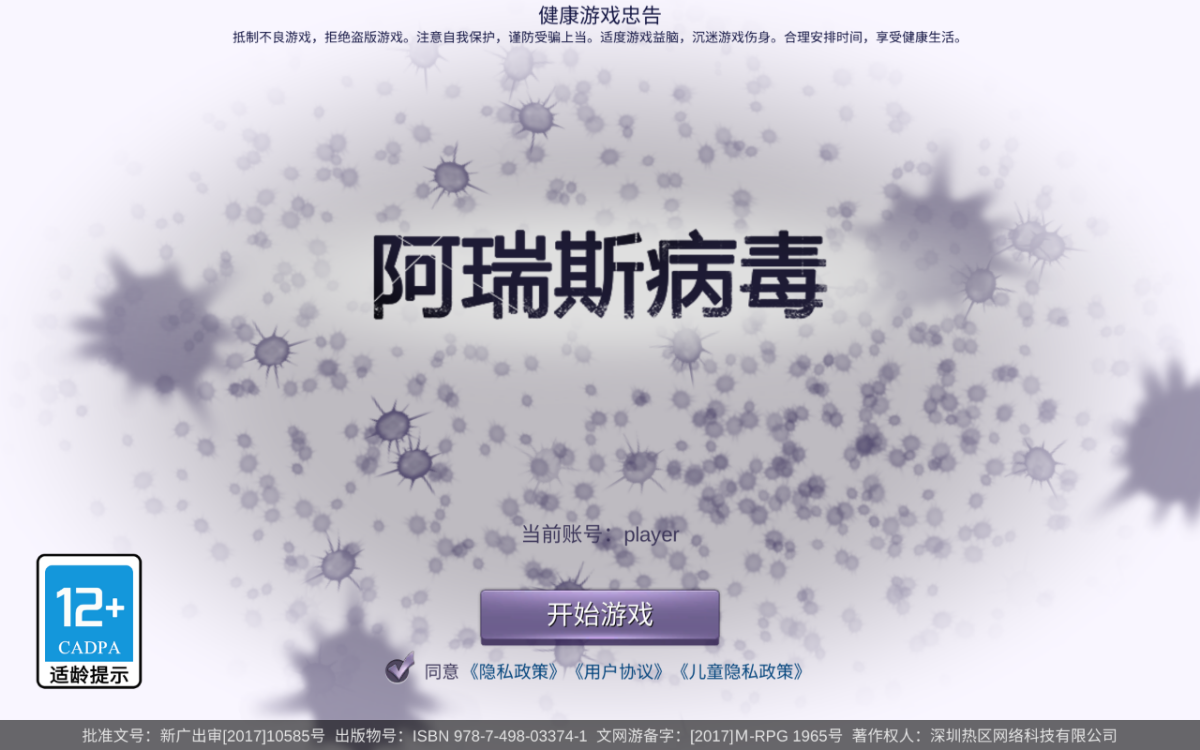 健康游戏忠告
抵制不良游戏，拒绝盗版游戏。注意自我保护，谨防受骗上当。适度游戏益脑，沉迷游戏伤身。合理安排时间，享受健康生活。
阿瑞斯病毒
当前账号：player
开始游戏
12+
CADPA
适龄提示
同意《隐私政策》《用户协议》《儿童隐私政策》
批准文号：新广出审[2017]10585号 出版物号：ISBN 978-7-498-03374-1 文网游备字：[2017]M-RPG 1965号 著作权人：深圳热区网络科技有限公司